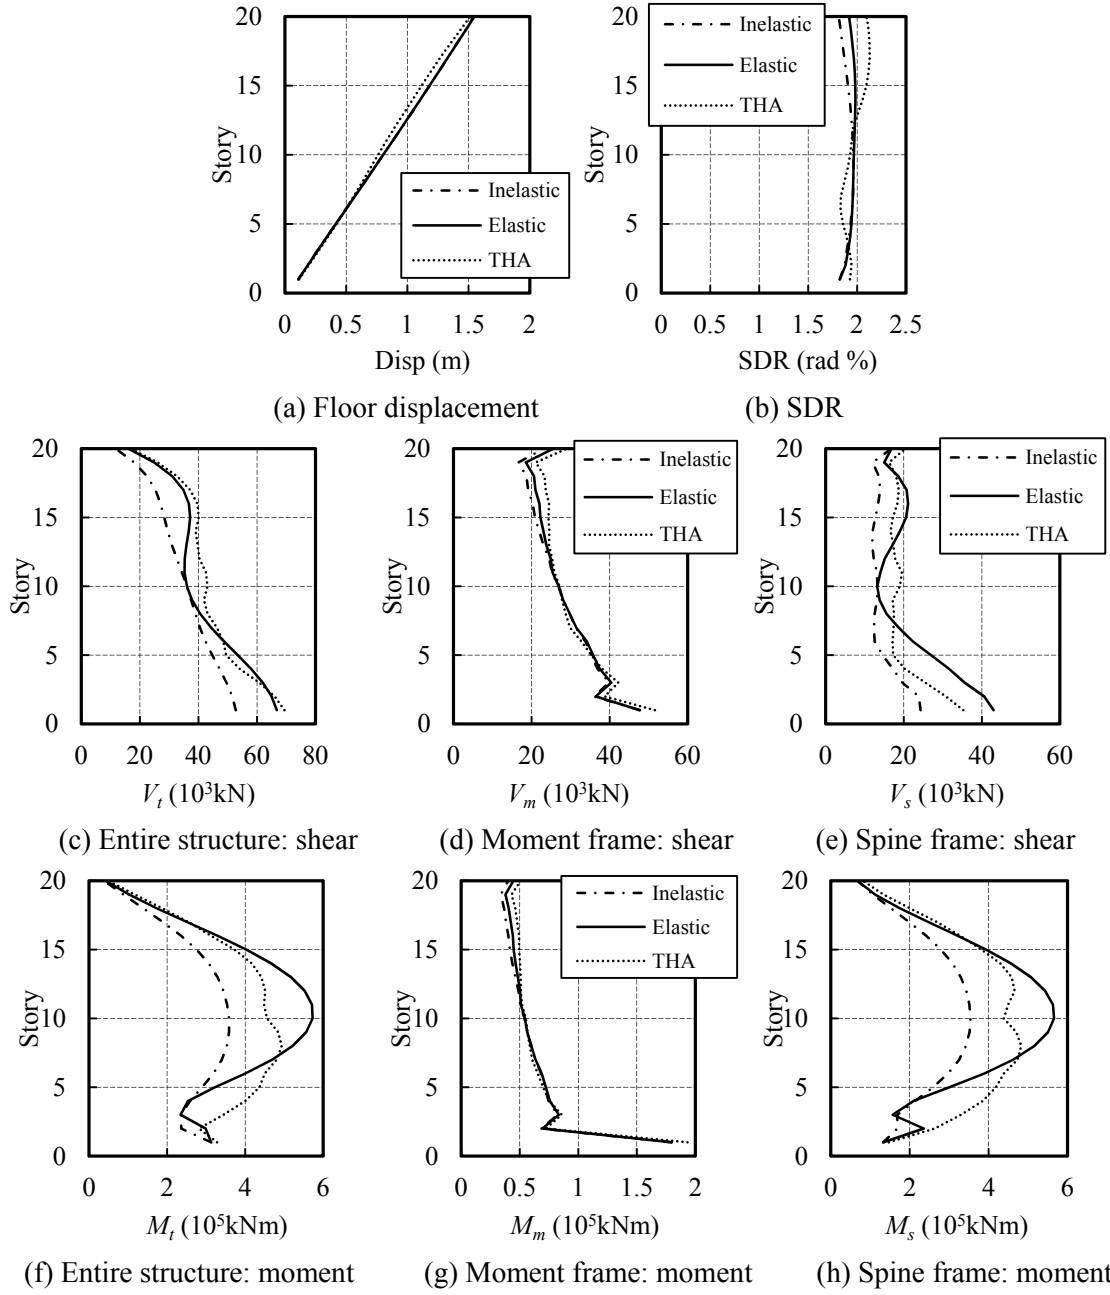 20
15
10
5
0
Story
Inelastic
Elastic
THA
0 0.5 1 1.5 2
Disp (m)
(a) Floor displacement
20
15
10
5
0
Story
Inelastic
Elastic
THA
0 0.5 1 1.5 2 2.5
SDR (rad %)
(b) SDR
20
15
10
5
0
Story
0 20 40 60 80
Vt (10³kN)
(c) Entire structure: shear
20
15
10
5
0
Story
Inelastic
Elastic
THA
0 20 40 60
Vm (10³kN)
(d) Moment frame: shear
20
15
10
5
0
Story
Inelastic
Elastic
THA
0 20 40 60
Vs (10³kN)
(e) Spine frame: shear
20
15
10
5
0
Story
0 2 4 6
Mt (10⁵kNm)
(f) Entire structure: moment
20
15
10
5
0
Story
Inelastic
Elastic
THA
0 0.5 1 1.5 2
Mm (10⁵kNm)
(g) Moment frame: moment
20
15
10
5
0
Story
0 2 4 6
Ms (10⁵kNm)
(h) Spine frame: moment